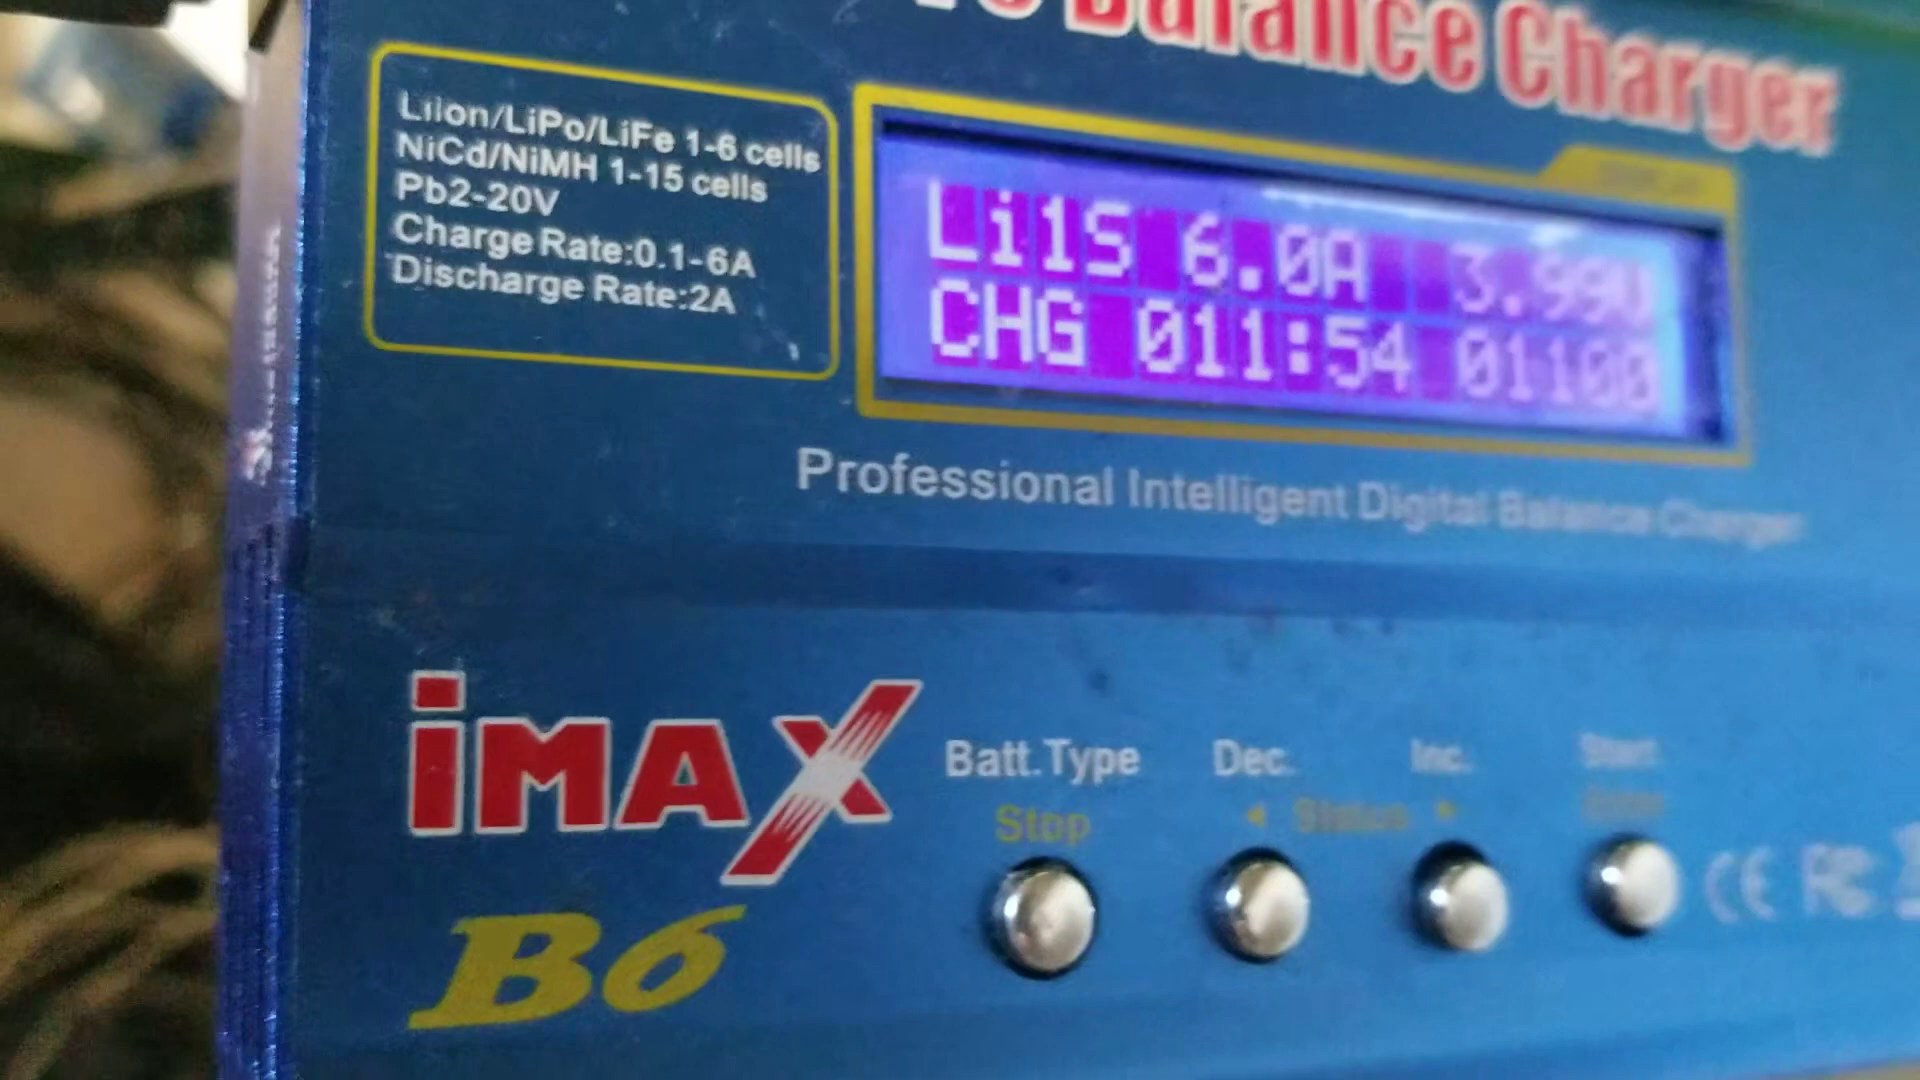 Balance Charger
LiIon/LiPo/LiFe 1-6 cells
NiCd/NiMH 1-15 cells
Pb2-20V
Charge Rate:0.1-6A
Discharge Rate:2A
Li1S 6.0A 3.99V
CHG 011:54 01100
Professional Intelligent Digital Balance Charger
iMAX
B6
Batt.Type Dec. Inc. Start
Stop ◄ Status ►
CE FC